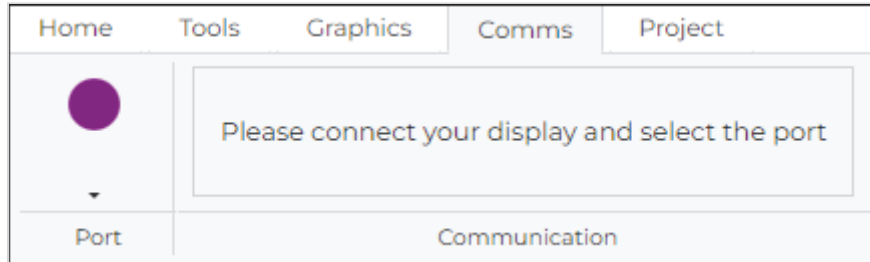 Home Tools Graphics Comms Project
Please connect your display and select the port
Port Communication